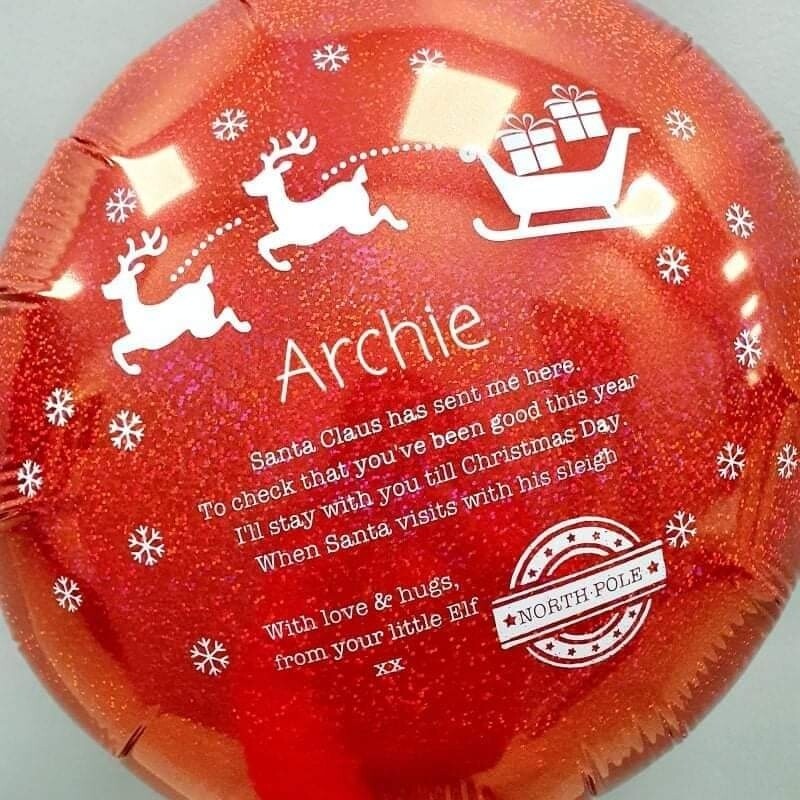 Archie
Santa Claus has sent me here.
To check that you've been good this year
I'll stay with you till Christmas Day.
When Santa visits with his sleigh
With love & hugs,
from your little Elf
xx
NORTH·POLE